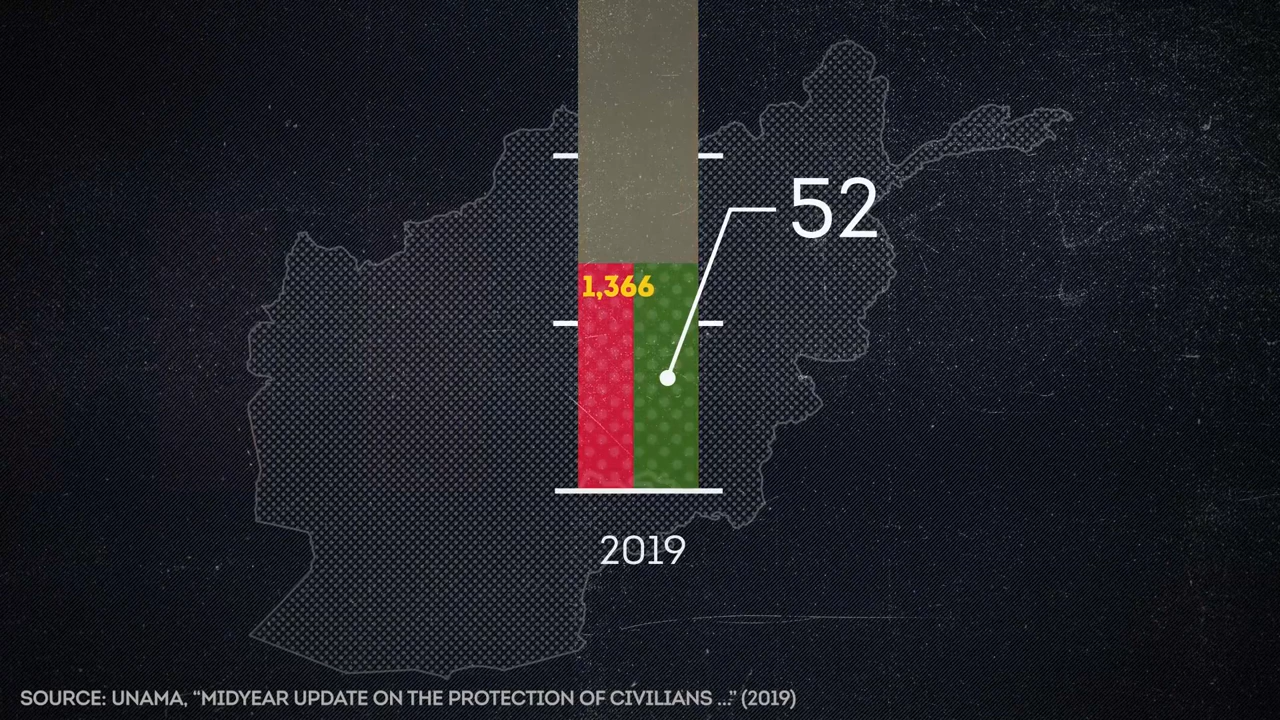 52
1,366
2019
SOURCE: UNAMA, “MIDYEAR UPDATE ON THE PROTECTION OF CIVILIANS ...” (2019)